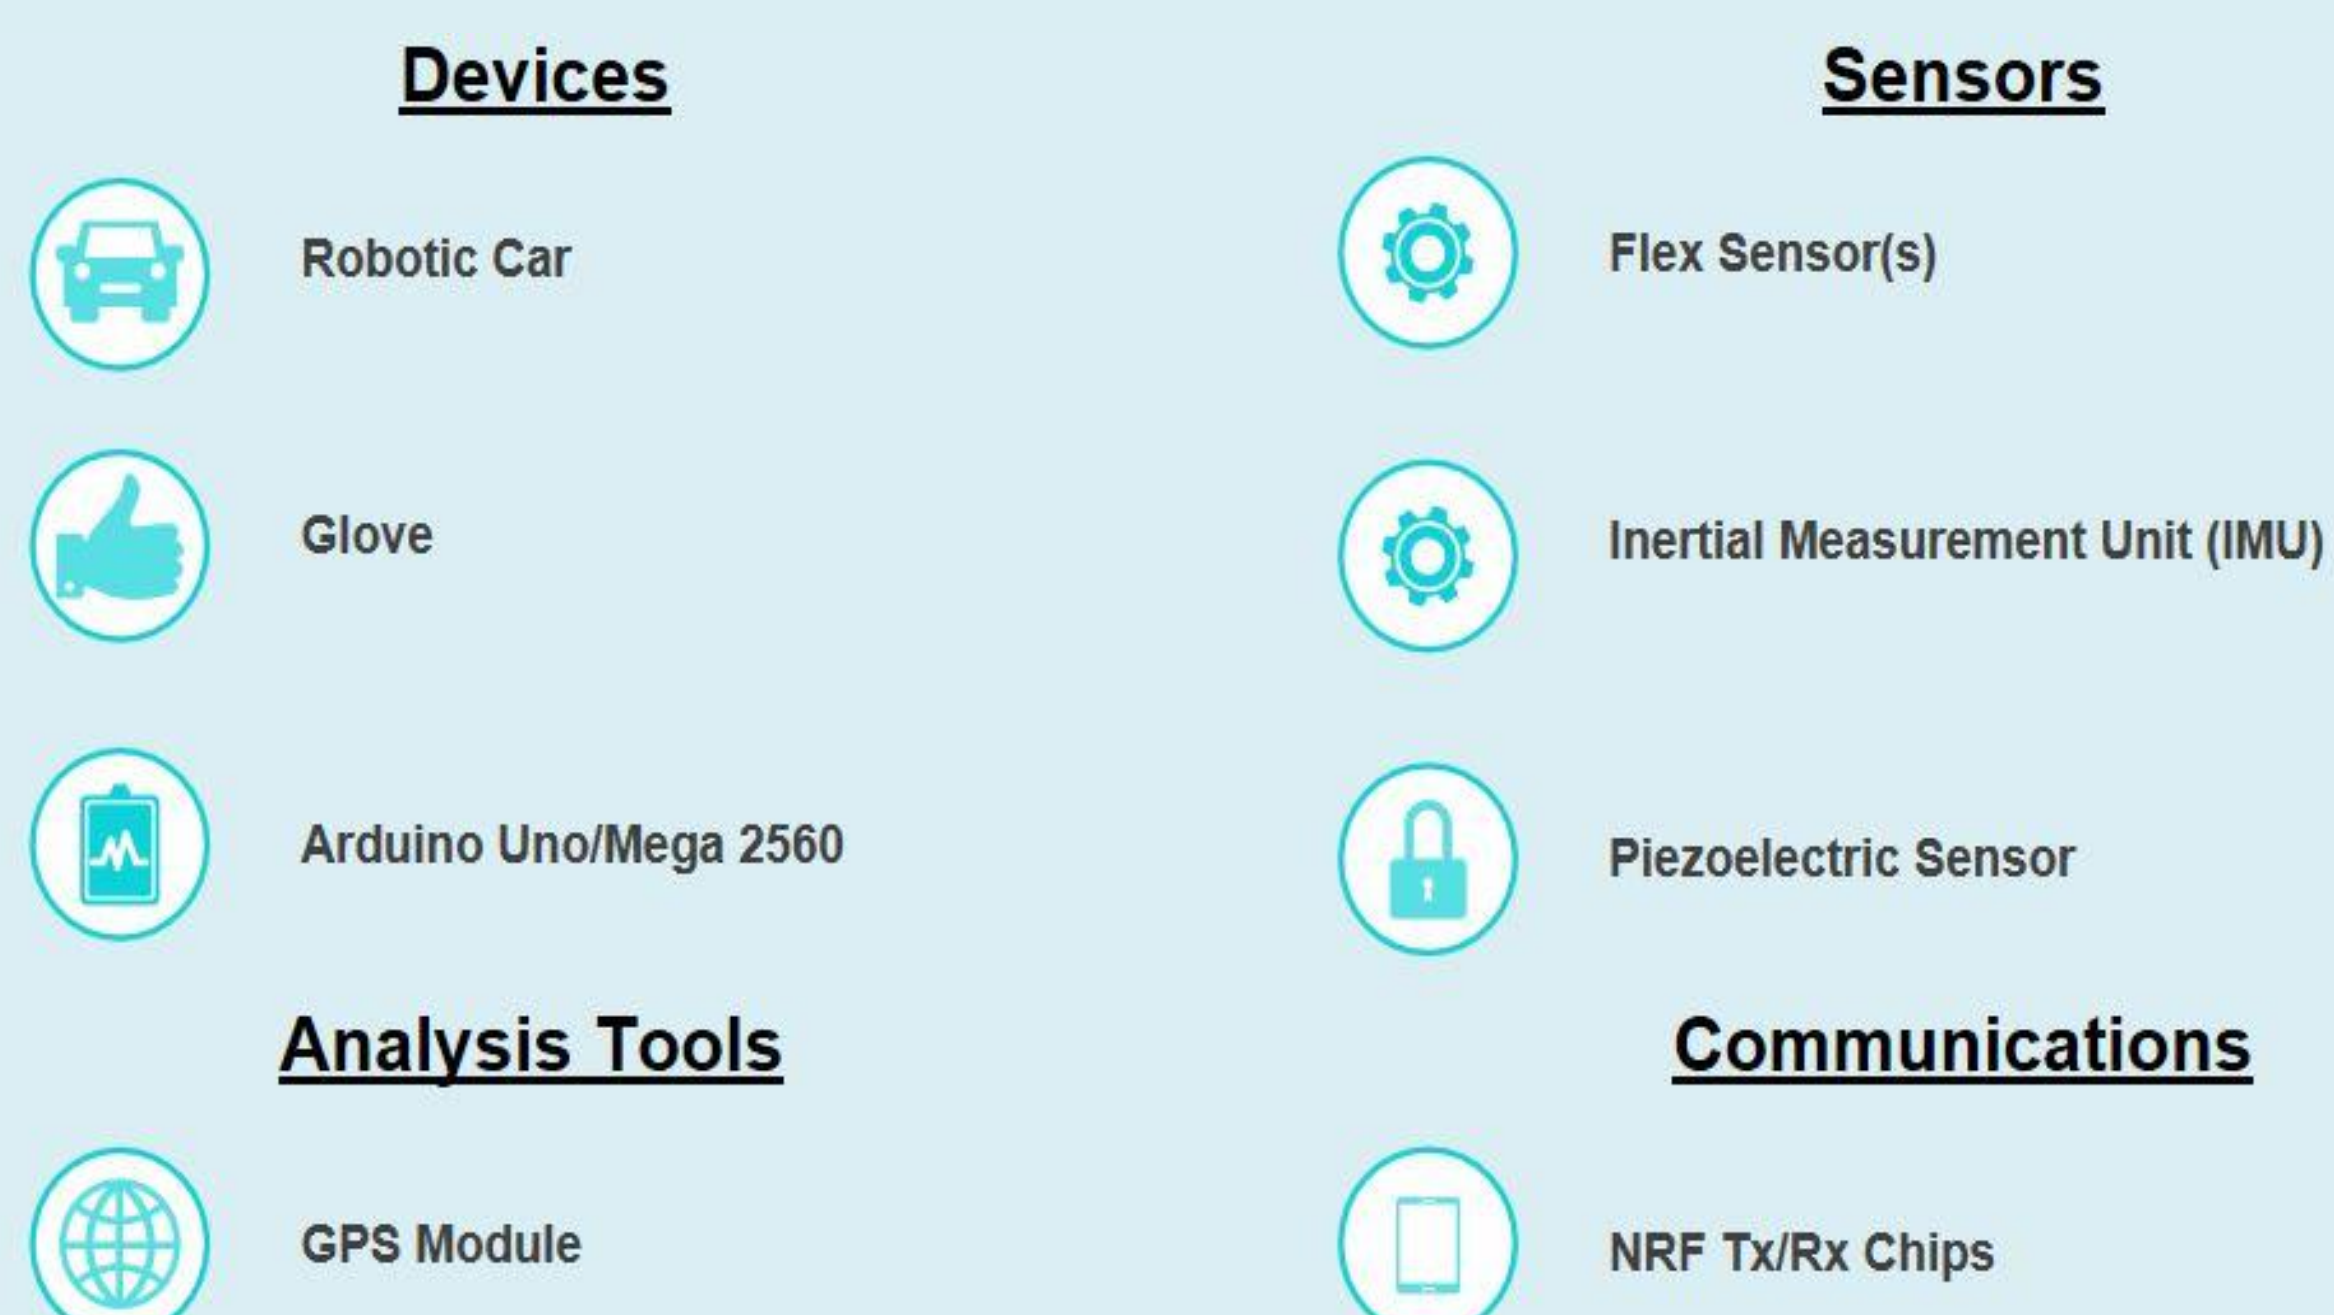 Devices
Robotic Car
Glove
Arduino Uno/Mega 2560
Sensors
Flex Sensor(s)
Inertial Measurement Unit (IMU)
Piezoelectric Sensor
Analysis Tools
GPS Module
Communications
NRF Tx/Rx Chips